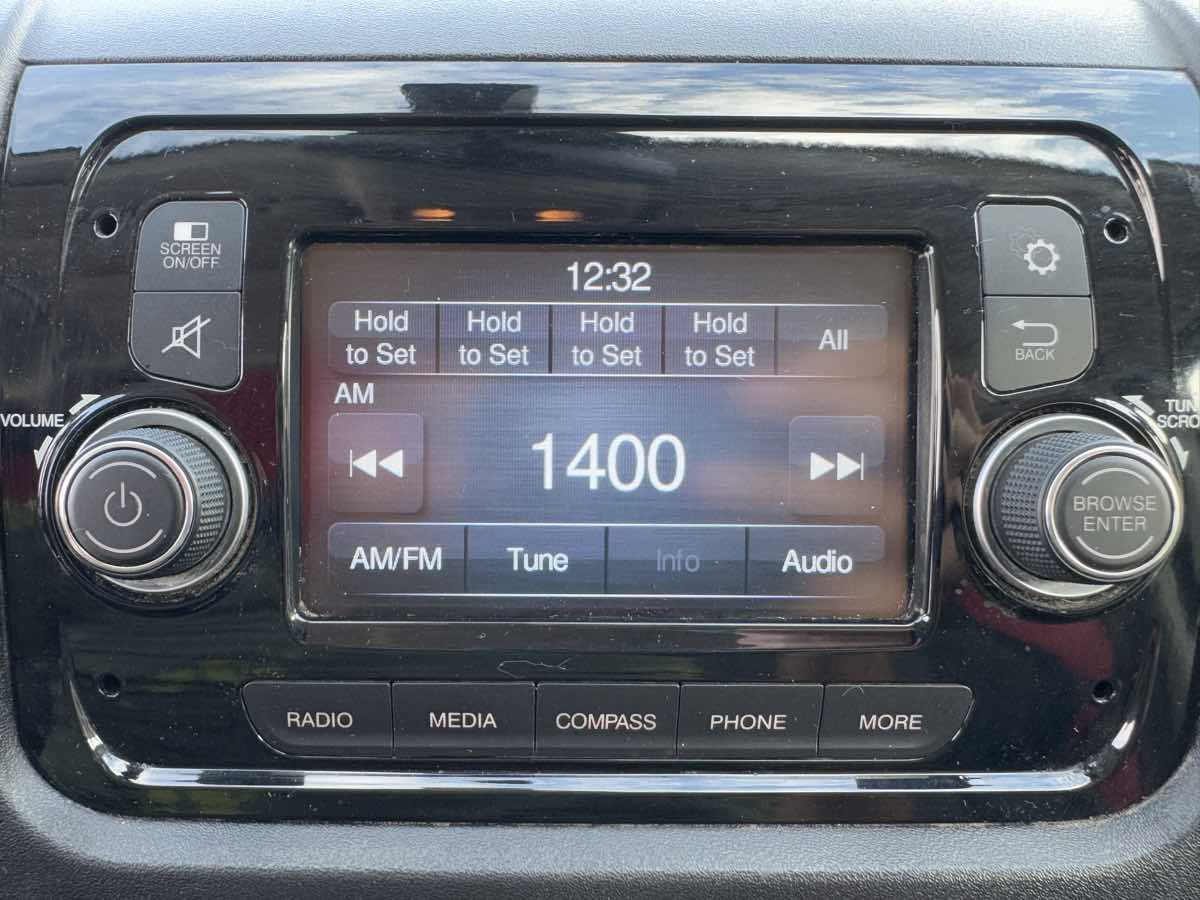 SCREEN
ON/OFF
12:32
Hold
to Set
Hold
to Set
Hold
to Set
Hold
to Set
All
BACK
AM
VOLUME
1400
BROWSE
ENTER
AM/FM
Tune
Info
Audio
RADIO
MEDIA
COMPASS
PHONE
MORE